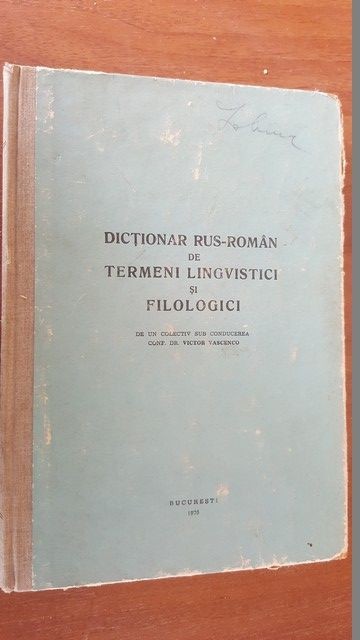 DICȚIONAR RUS-ROMÂN
DE
TERMENI LINGVISTICI
ȘI
FILOLOGICI
DE UN COLECTIV SUB CONDUCEREA
CONF. DR. VICTOR VASCENCO
BUCUREȘTI